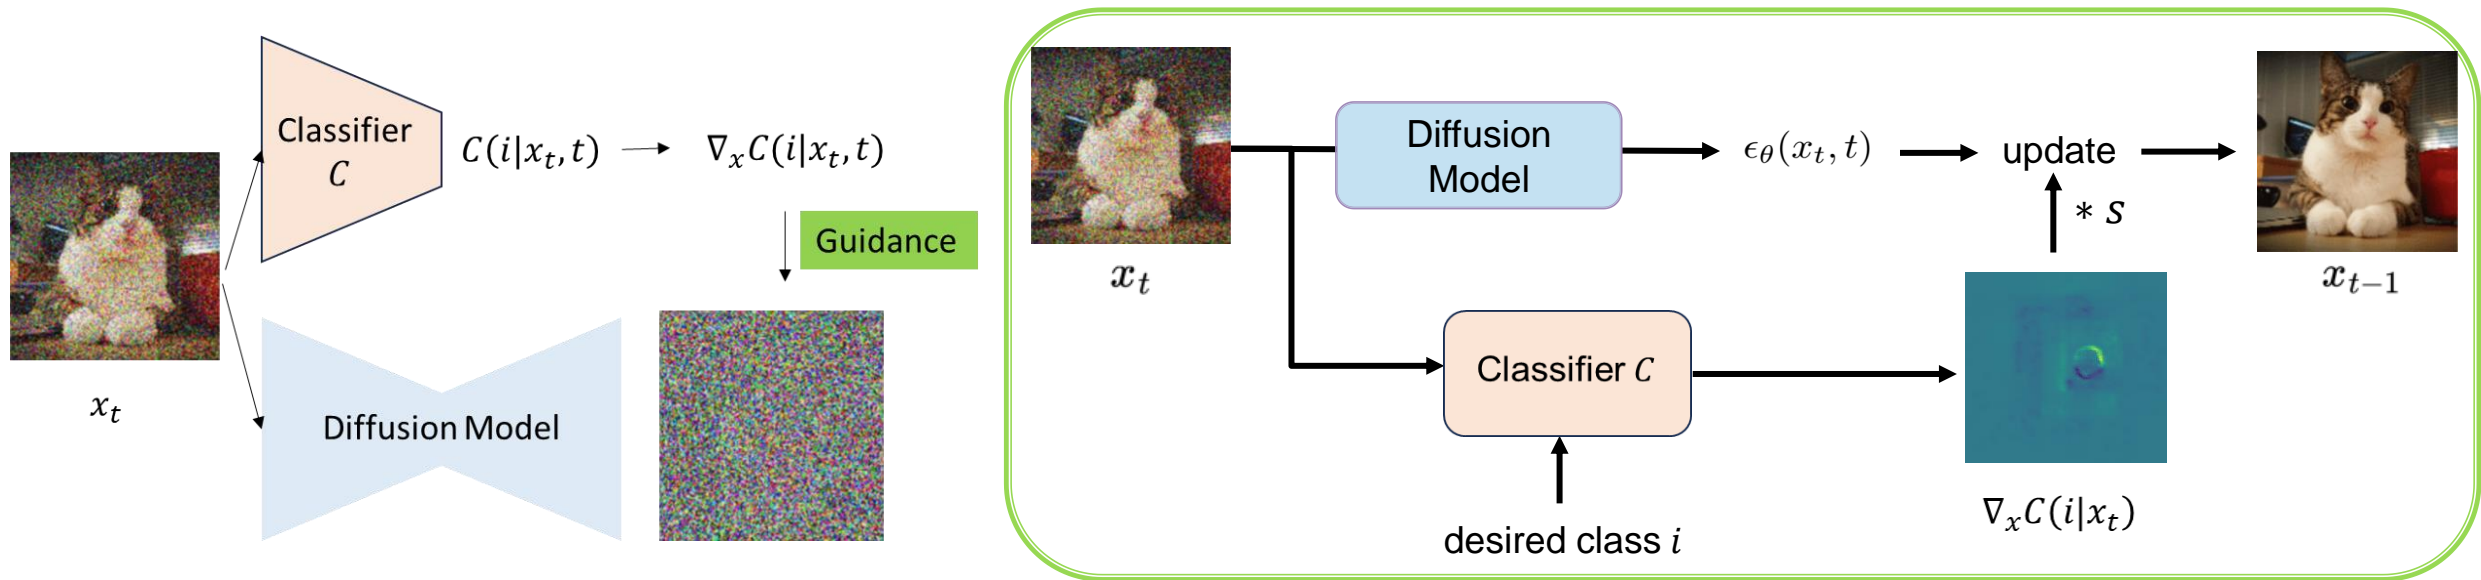 Classifier
C
C(i|x_t, t)
∇_x C(i|x_t, t)
Guidance
x_t
Diffusion Model
x_t
Diffusion
Model
ϵ_θ(x_t, t)
update
* s
x_{t−1}
Classifier C
∇_x C(i|x_t)
desired class i